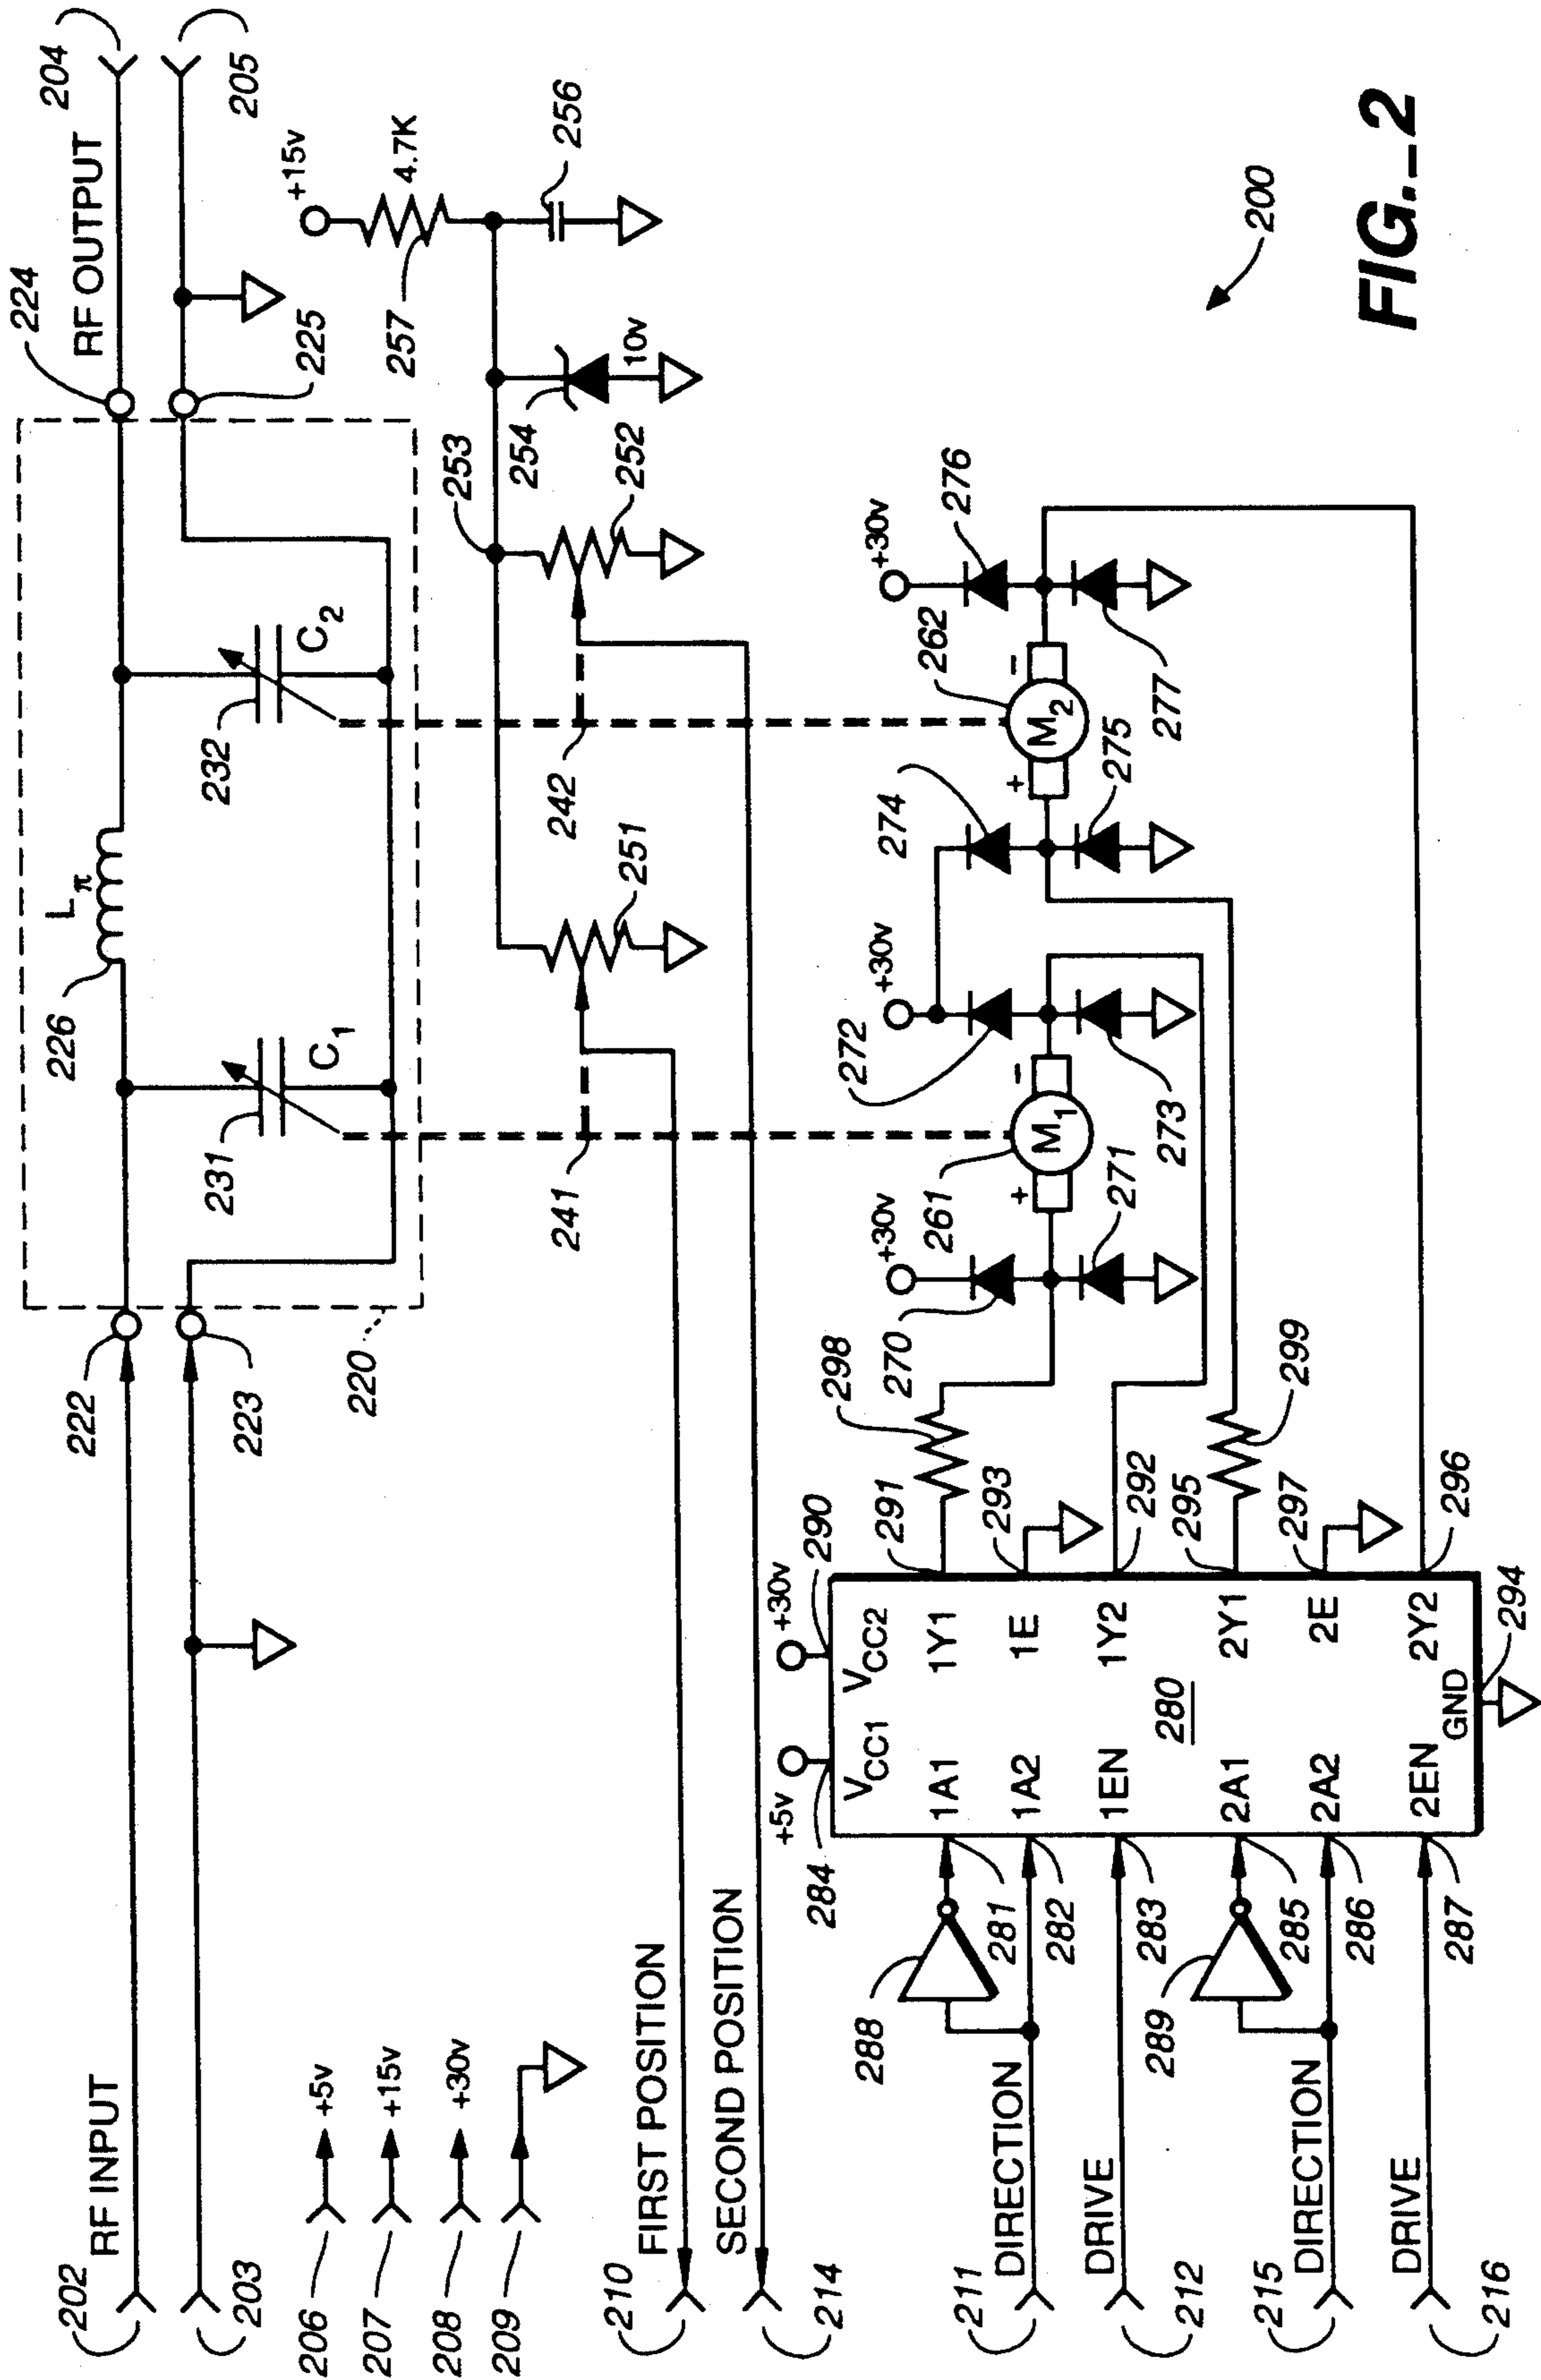 202
RF INPUT
203
222
223
220
226
Lπ
231
C1
232
C2
224
RF OUTPUT
204
225
205
206
+5v
207
+15v
208
+30v
209
241
251
242
253
252
254
10v
257
+15v
4.7K
256
210
FIRST POSITION
SECOND POSITION
214
211
DIRECTION
DRIVE
212
215
DIRECTION
DRIVE
216
288
281
282
283
289
285
286
287
284
+5v
+30v
290
VCC1
VCC2
1A1
1Y1
1A2
1E
1EN
1Y2
280
2A1
2Y1
2A2
2E
2EN
2Y2
GND
294
291
293
292
295
297
296
298
299
270
+30v
261
271
+
M1
-
272
+30v
273
274
275
+
M2
-
262
+30v
276
277
200
FIG._2